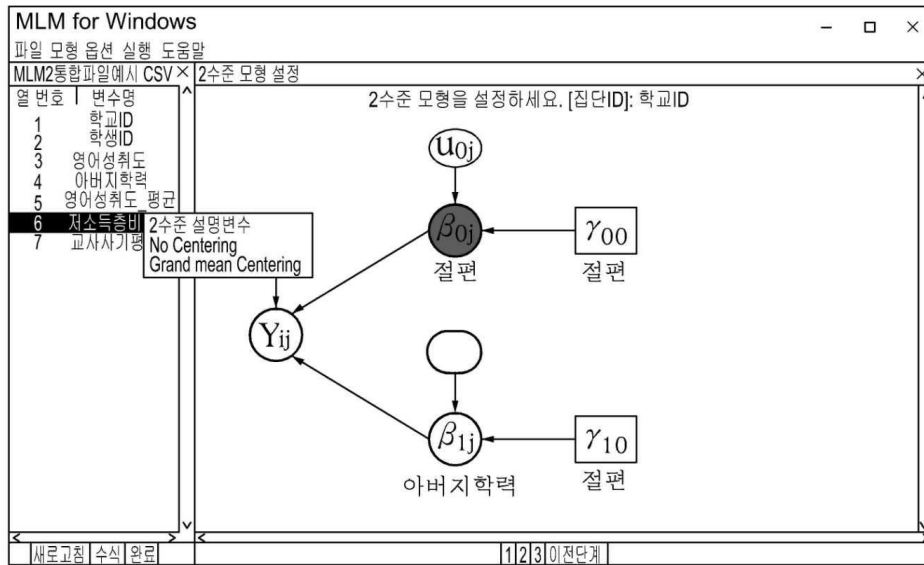 MLM for Windows
파일 모형 옵션 실행 도움말
MLM2통합파일예시 CSV ×
2수준 모형 설정 ×
열 번호 | 변수명
1 학교ID
2 학생ID
3 영어성취도
4 아버지학력
5 영어성취도_평균
6 저소득층비
7 교사사기평
2수준 설명변수
No Centering
Grand mean Centering
2수준 모형을 설정하세요. [집단ID]: 학교ID
u0j
β0j
절편
γ00
절편
Yij
β1j
아버지학력
γ10
절편
새로고침 수식 완료
1 2 3 이전단계